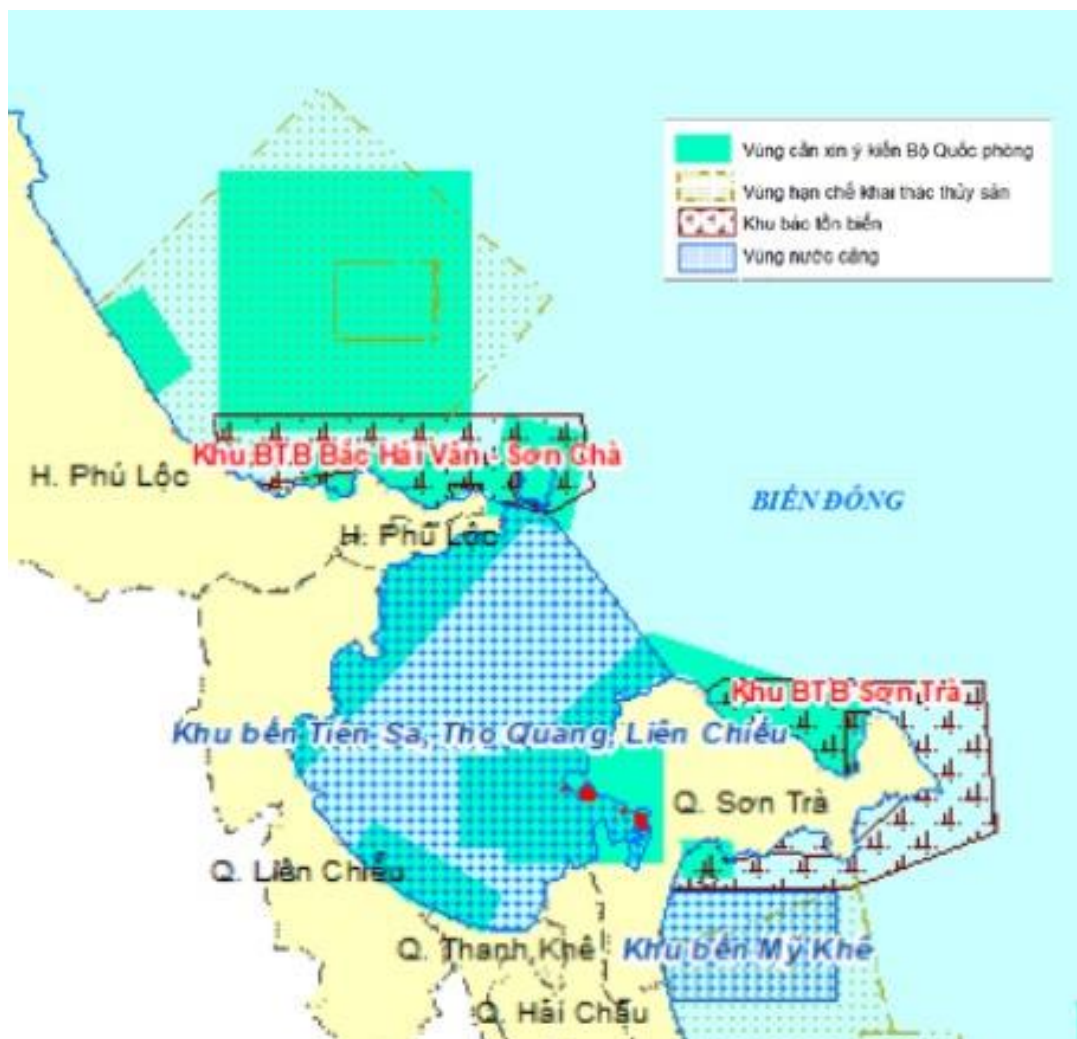 Vùng cần xin ý kiến Bộ Quốc phòng
Vùng hạn chế khai thác thủy sản
Khu bảo tồn biển
Vùng nước cảng
Khu BT.B Bắc Hải Vân - Sơn Chà
H. Phú Lộc
BIỂN ĐÔNG
H. Phú Lộc
Khu BT.B Sơn Trà
Khu bến Tiên Sa, Thọ Quang, Liên Chiểu
Q. Sơn Trà
Q. Liên Chiểu
Q. Thanh Khê
Khu bến Mỹ Khê
Q. Hải Châu